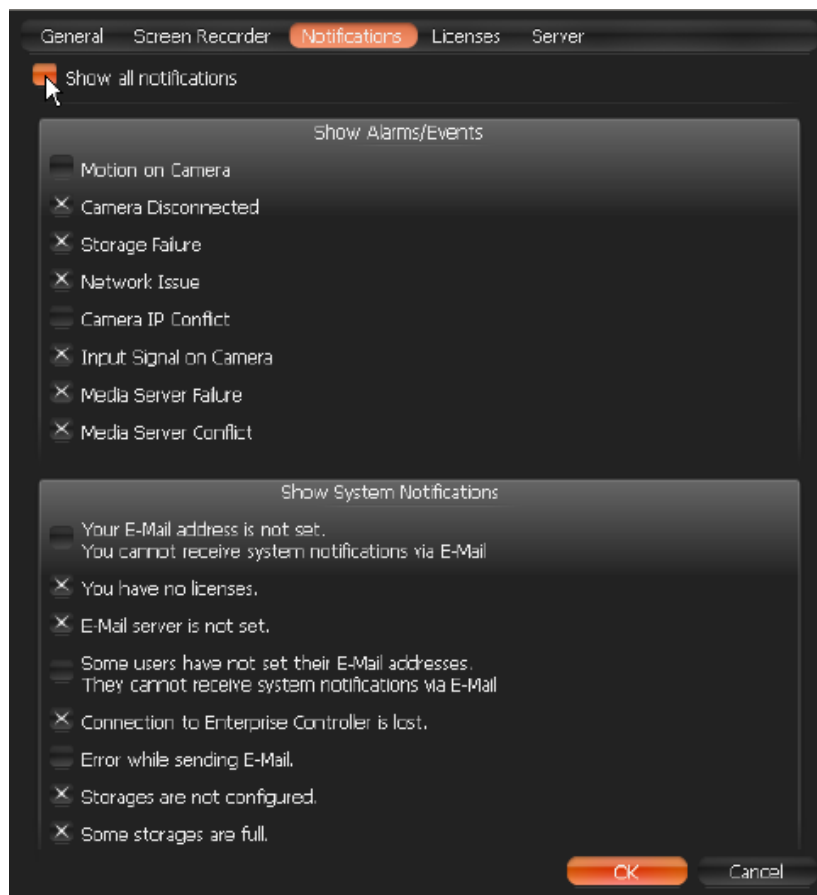 General Screen Recorder Notifications Licenses Server
Show all notifications
Show Alarms/Events
Motion on Camera
Camera Disconnected
Storage Failure
Network Issue
Camera IP Conflict
Input Signal on Camera
Media Server Failure
Media Server Conflict
Show System Notifications
Your E-Mail address is not set.
You cannot receive system notifications via E-Mail
You have no licenses.
E-Mail server is not set.
Some users have not set their E-Mail addresses.
They cannot receive system notifications via E-Mail
Connection to Enterprise Controller is lost.
Error while sending E-Mail.
Storages are not configured.
Some storages are full.
OK Cancel